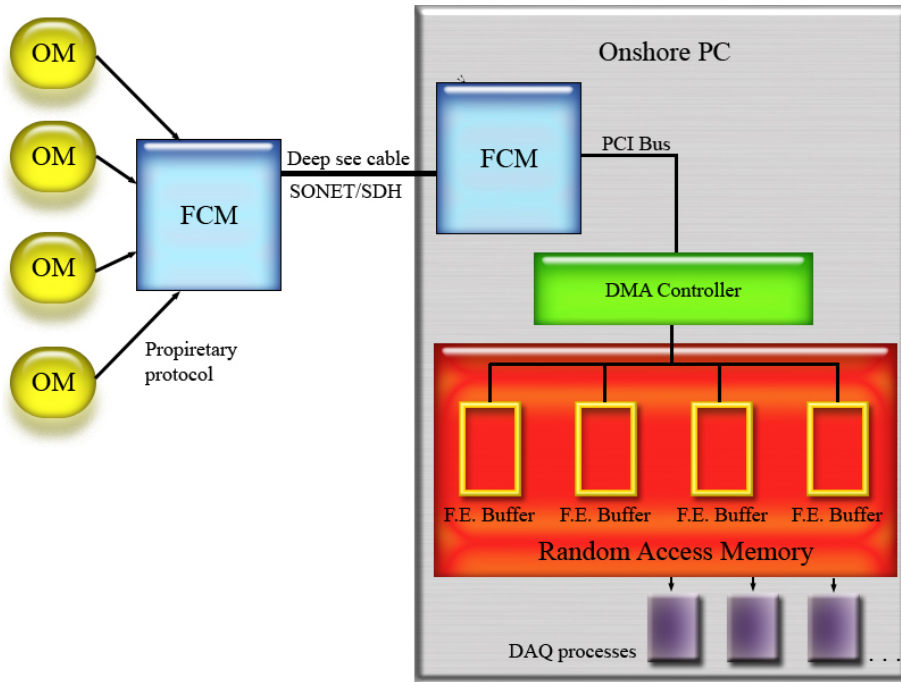 OM
OM
OM
OM
FCM
Propiretary
protocol
Deep see cable
SONET/SDH
Onshore PC
FCM
PCI Bus
DMA Controller
F.E. Buffer F.E. Buffer F.E. Buffer F.E. Buffer
Random Access Memory
DAQ processes . . .